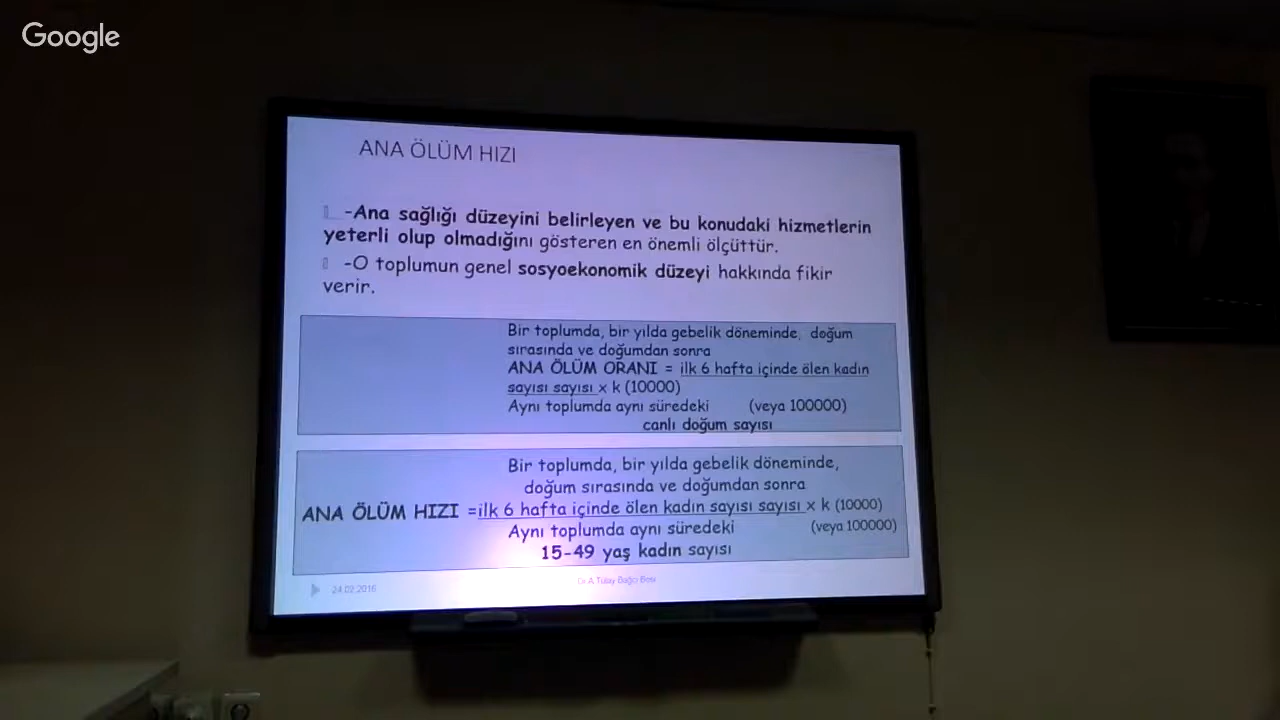 Google
ANA ÖLÜM HIZI
-Ana sağlığı düzeyini belirleyen ve bu konudaki hizmetlerin
yeterli olup olmadığını gösteren en önemli ölçüttür.
-O toplumun genel sosyoekonomik düzeyi hakkında fikir
verir.
Bir toplumda, bir yılda gebelik döneminde, doğum
sırasında ve doğumdan sonra
ANA ÖLÜM ORANI = ilk 6 hafta içinde ölen kadın
sayısı sayısı x k (10000)
Aynı toplumda aynı süredeki (veya 100000)
canlı doğum sayısı
Bir toplumda, bir yılda gebelik döneminde,
doğum sırasında ve doğumdan sonra
ANA ÖLÜM HIZI =ilk 6 hafta içinde ölen kadın sayısı sayısı x k (10000)
Aynı toplumda aynı süredeki (veya 100000)
15-49 yaş kadın sayısı
24.02.2016
Dr.A.Tülay Bağcı Bosi